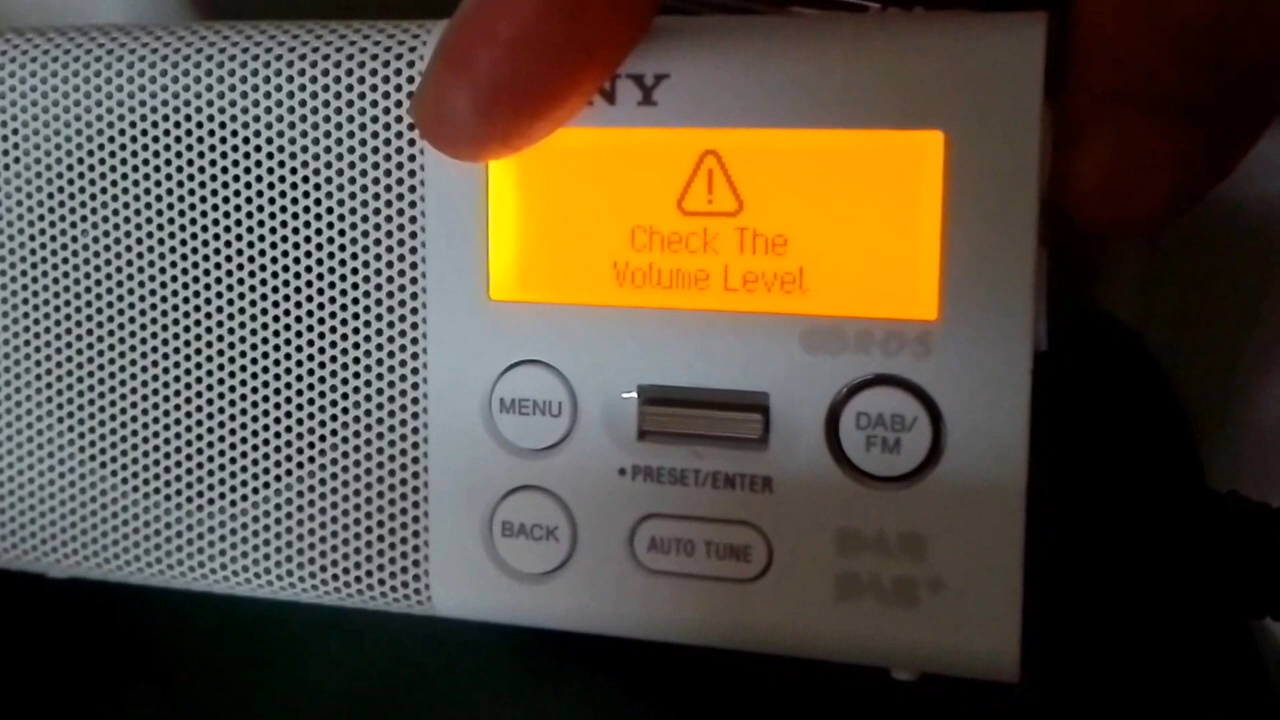 NY
Check The
Volume Level
MENU
DAB/
FM
•PRESET/ENTER
BACK
AUTO TUNE